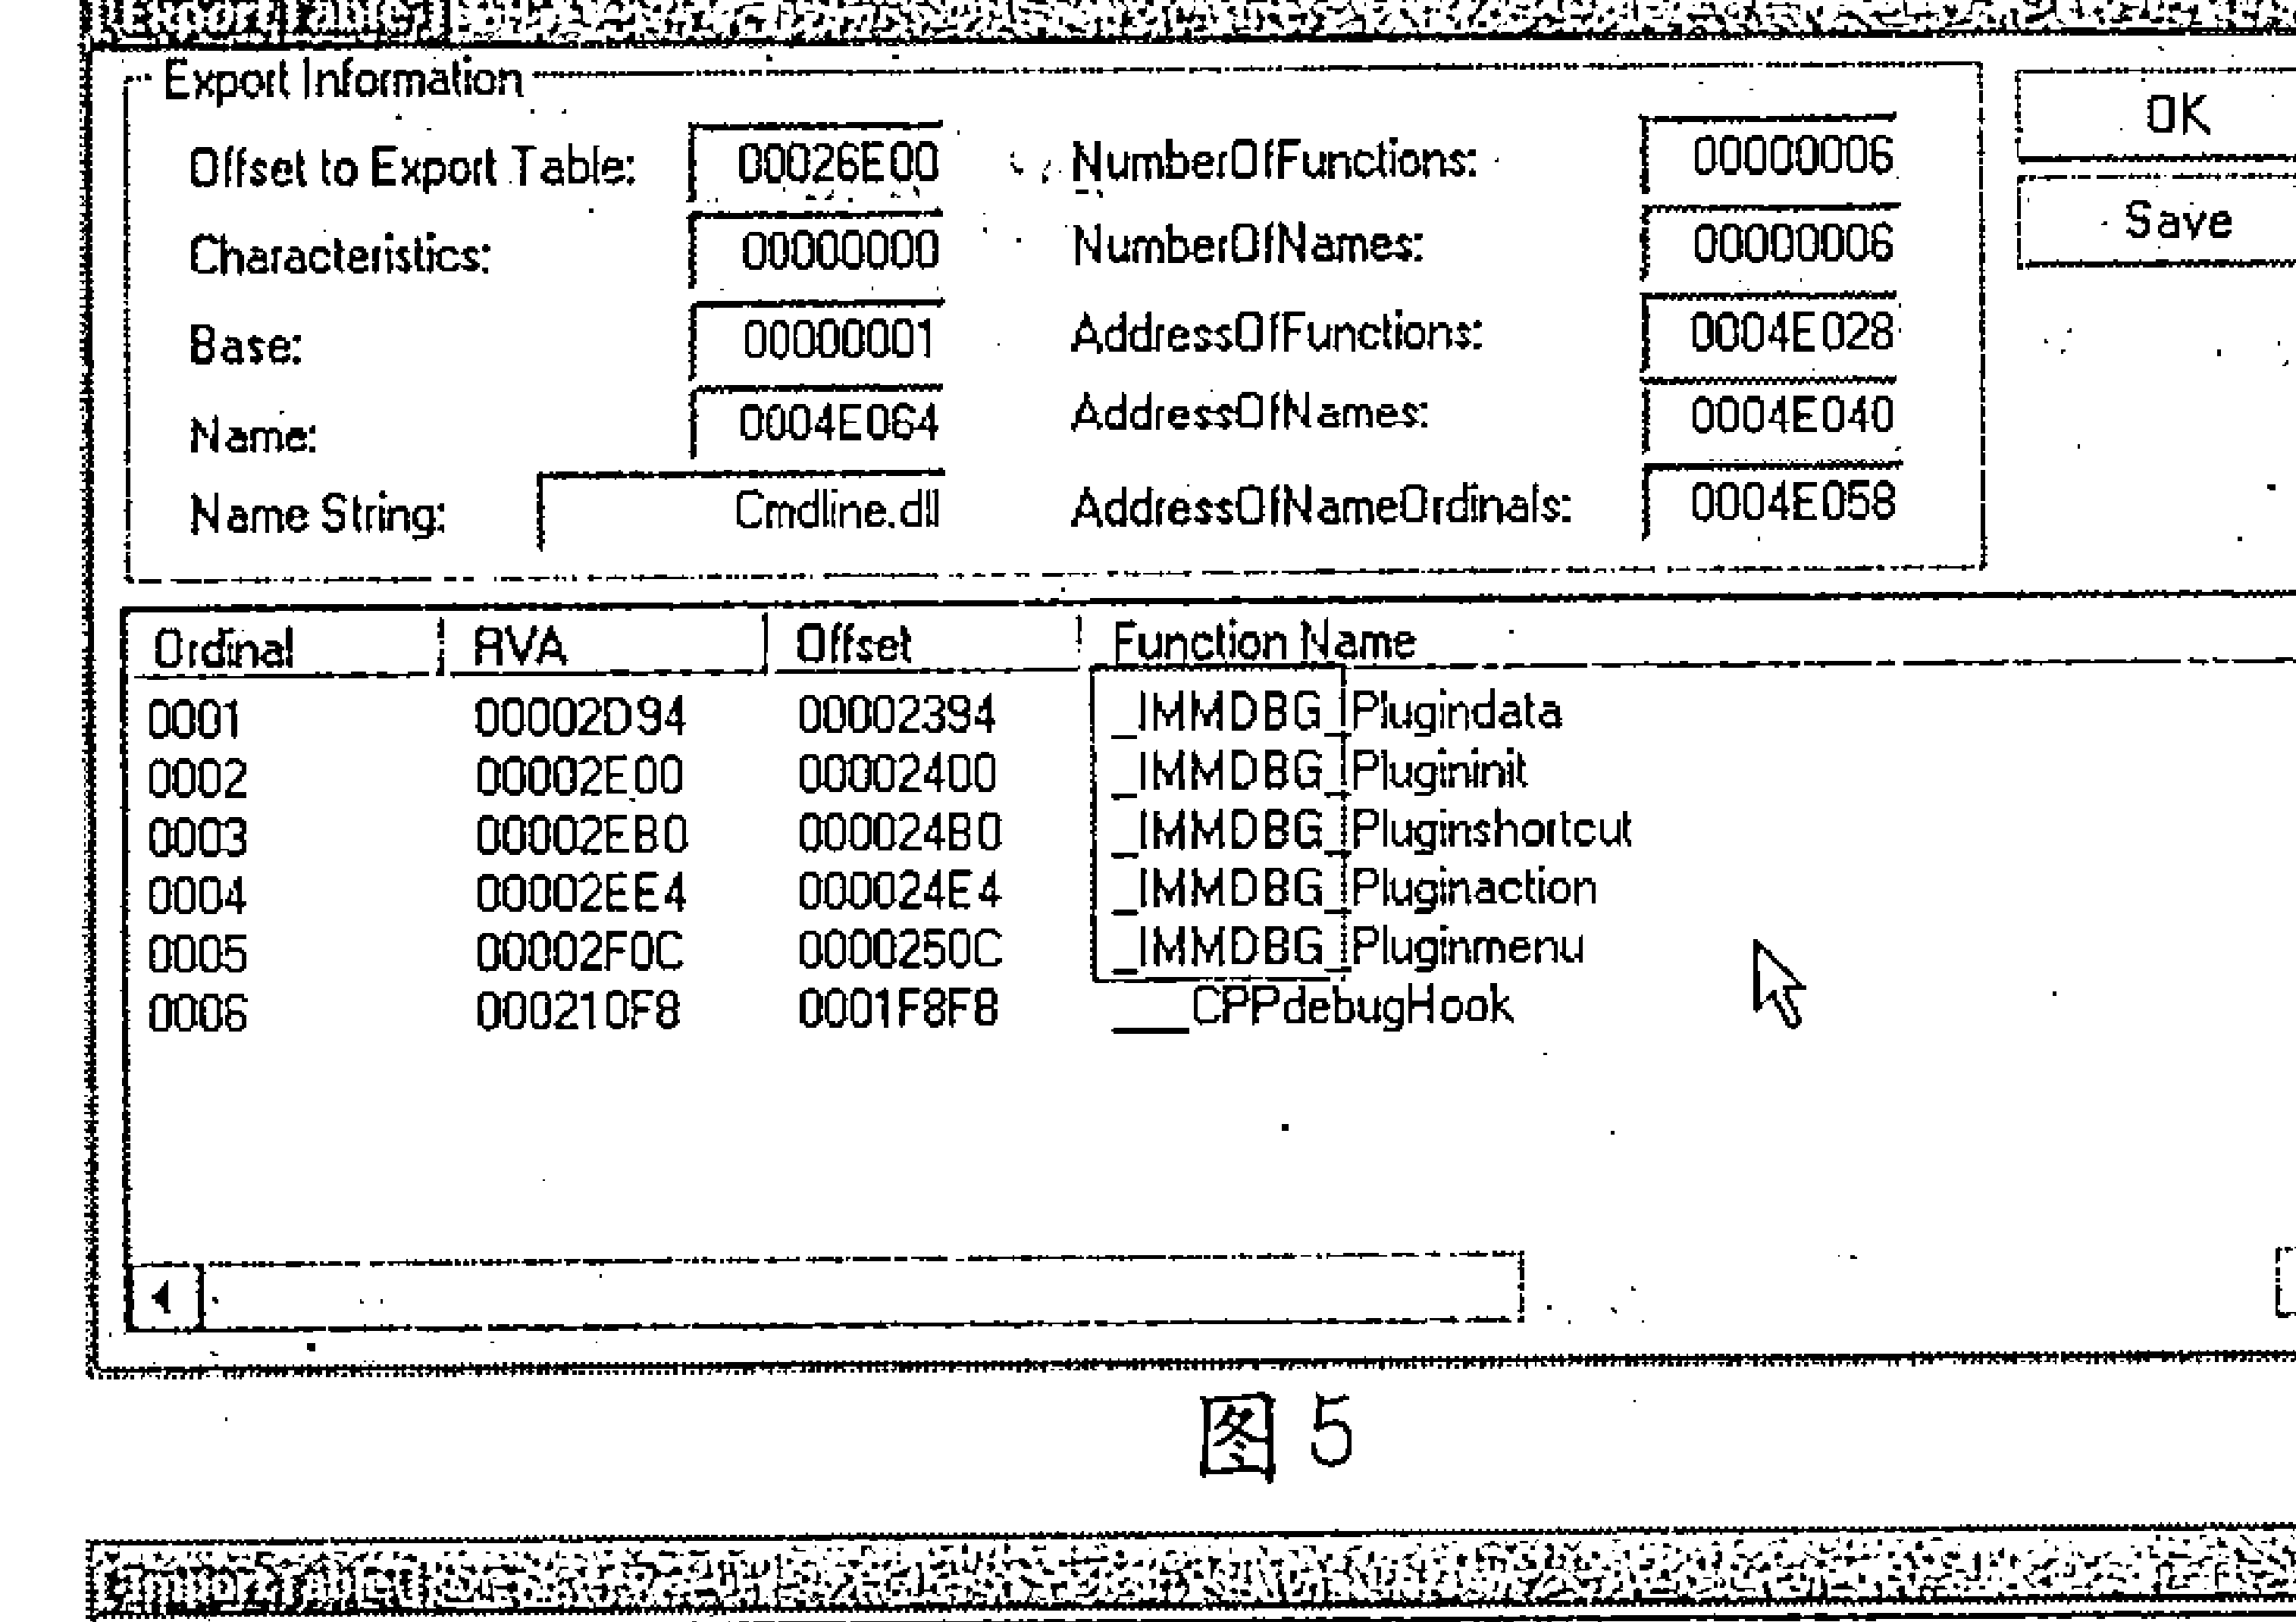 [ Export Table ]
Export Information
Offset to Export Table: 00026E00 NumberOfFunctions: 00000006 OK
Characteristics: 00000000 NumberOfNames: 00000006 Save
Base: 00000001 AddressOfFunctions: 0004E028
Name: 0004E064 AddressOfNames: 0004E040
Name String: Cmdline.dll AddressOfNameOrdinals: 0004E058
Ordinal RVA Offset Function Name
0001 00002D94 00002394 _IMMDBG_Plugindata
0002 00002E00 00002400 _IMMDBG_Plugininit
0003 00002EB0 000024B0 _IMMDBG_Pluginshortcut
0004 00002EE4 000024E4 _IMMDBG_Pluginaction
0005 00002F0C 0000250C _IMMDBG_Pluginmenu
0006 000210F8 0001F8F8 ___CPPdebugHook
图 5
[ ImportTable ]